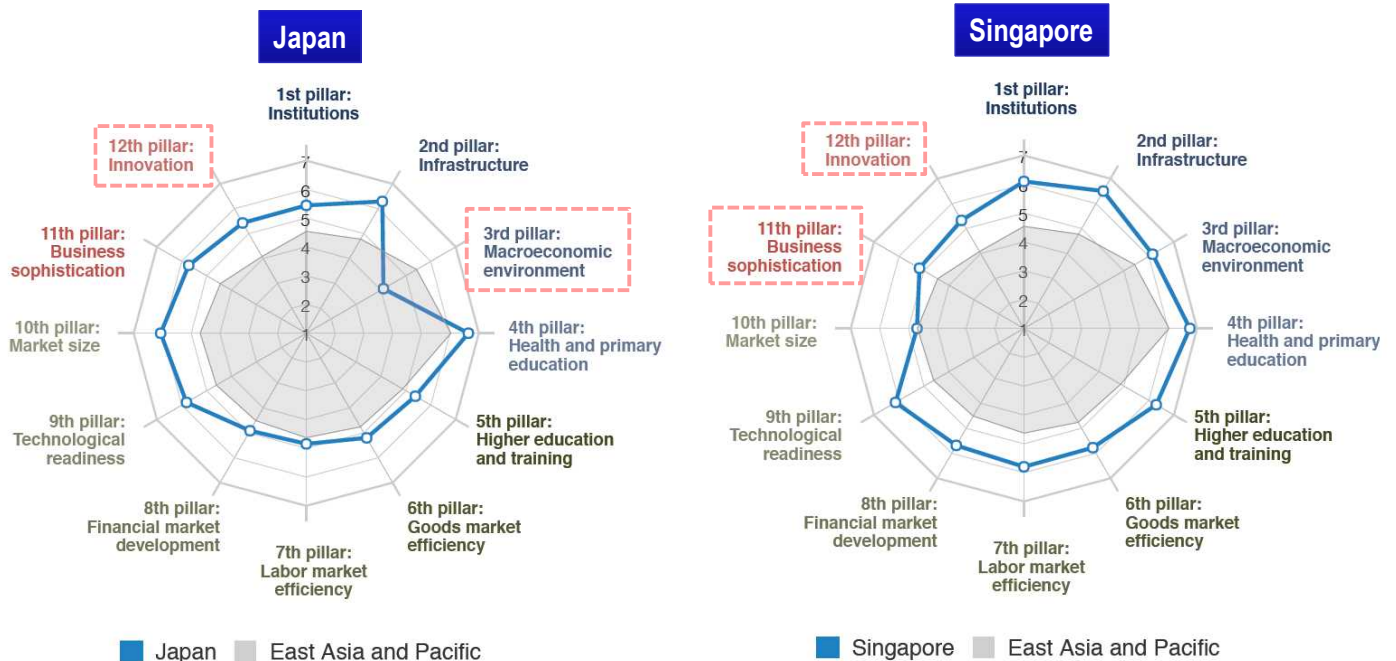 Japan
1st pillar:
Institutions
12th pillar:
Innovation
2nd pillar:
Infrastructure
11th pillar:
Business
sophistication
3rd pillar:
Macroeconomic
environment
10th pillar:
Market size
4th pillar:
Health and primary
education
9th pillar:
Technological
readiness
5th pillar:
Higher education
and training
8th pillar:
Financial market
development
6th pillar:
Goods market
efficiency
7th pillar:
Labor market
efficiency
7
6
5
4
3
2
1
Japan
East Asia and Pacific
Singapore
1st pillar:
Institutions
12th pillar:
Innovation
2nd pillar:
Infrastructure
11th pillar:
Business
sophistication
3rd pillar:
Macroeconomic
environment
10th pillar:
Market size
4th pillar:
Health and primary
education
9th pillar:
Technological
readiness
5th pillar:
Higher education
and training
8th pillar:
Financial market
development
6th pillar:
Goods market
efficiency
7th pillar:
Labor market
efficiency
7
6
5
4
3
2
1
Singapore
East Asia and Pacific